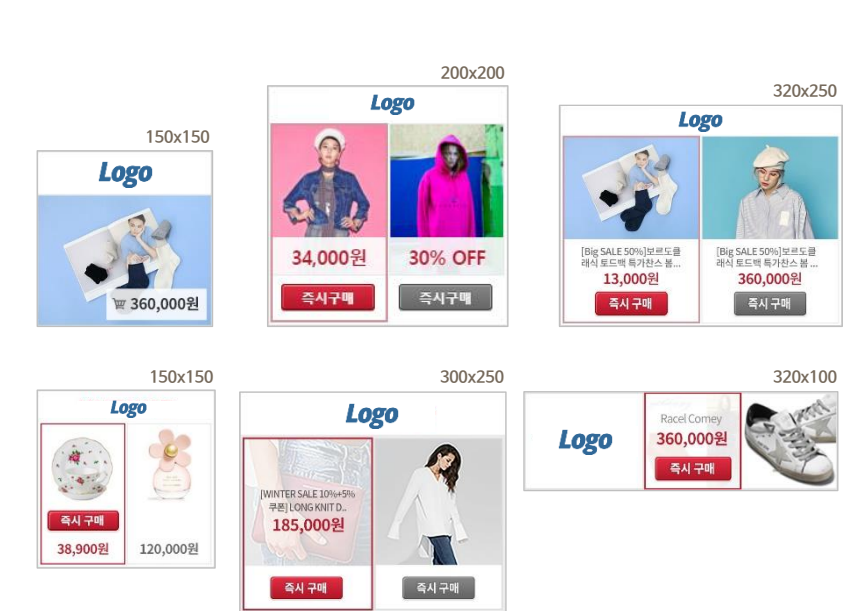 200x200
320x250
150x150
Logo
Logo
Logo
34,000원
30% OFF
즉시구매
즉시구매
[Big SALE 50%]보르도클
래식 토드백 특가찬스 봄...
13,000원
즉시 구매
[Big SALE 50%]보르도클
래식 토드백 특가찬스 봄 ...
360,000원
즉시 구매
360,000원
150x150
300x250
320x100
Logo
즉시 구매
38,900원
120,000원
Logo
[WINTER SALE 10%+5%
쿠폰] LONG KNIT D..
185,000원
즉시 구매
즉시 구매
Logo
Racel Comey
360,000원
즉시 구매